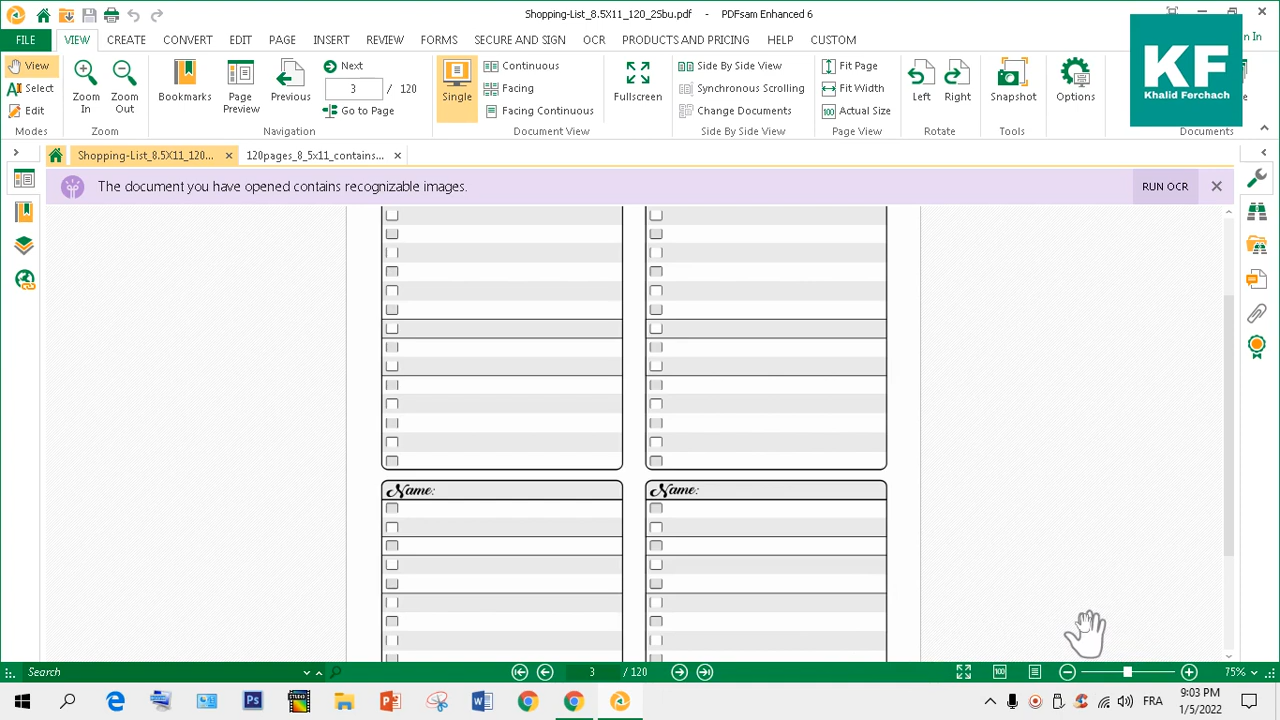 Shopping-List_8.5X11_120_2Sbu.pdf - PDFsam Enhanced 6
FILE VIEW CREATE CONVERT EDIT PAGE INSERT REVIEW FORMS SECURE AND SIGN OCR PRODUCTS AND PRICING HELP CUSTOM In
View
Select
Edit
Modes
Zoom In
Zoom Out
Zoom
Bookmarks
Page Preview
Previous
Next
3 / 120
Go to Page
Navigation
Single
Continuous
Facing
Facing Continuous
Document View
Fullscreen
Side By Side View
Synchronous Scrolling
Change Documents
Side By Side View
Fit Page
Fit Width
100 Actual Size
Page View
Left
Right
Rotate
Snapshot
Tools
Options
Documents
KF
Khalid Forchach
Shopping-List_8.5X11_120... × 120pages_8_5x11_contains... ×
The document you have opened contains recognizable images. RUN OCR
Name: Name:
Search 3 / 120 100 75%
9:03 PM
FRA
1/5/2022